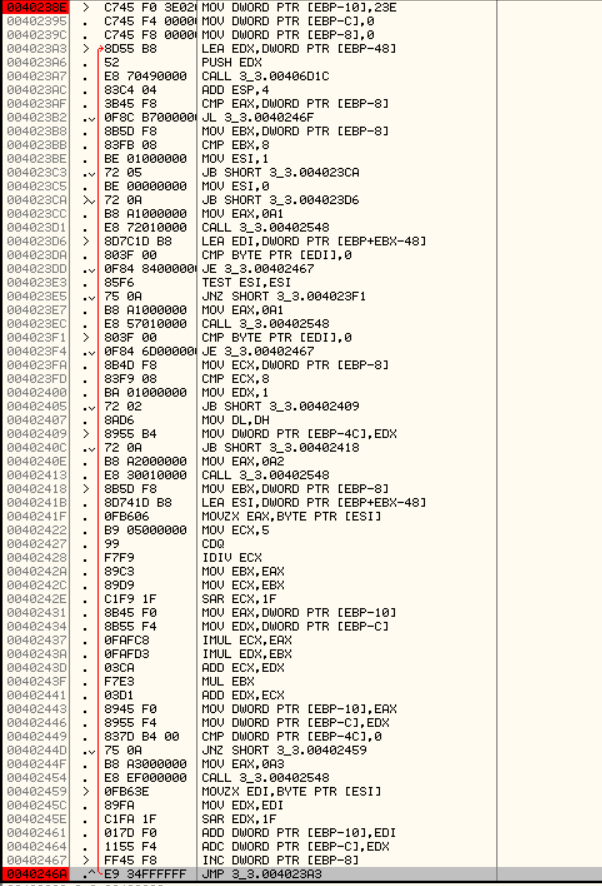 0040238E > C745 F0 3E02 MOV DWORD PTR [EBP-10],23E
00402395 . C745 F4 0000 MOV DWORD PTR [EBP-C],0
0040239C . C745 F8 0000 MOV DWORD PTR [EBP-8],0
004023A3 > 8D55 B8 LEA EDX,DWORD PTR [EBP-48]
004023A6 . 52 PUSH EDX
004023A7 . E8 70490000 CALL 3_3.00406D1C
004023AC . 83C4 04 ADD ESP,4
004023AF . 3B45 F8 CMP EAX,DWORD PTR [EBP-8]
004023B2 .v 0F8C B70000 JL 3_3.0040246F
004023B8 . 8B5D F8 MOV EBX,DWORD PTR [EBP-8]
004023BB . 83FB 08 CMP EBX,8
004023BE . BE 01000000 MOV ESI,1
004023C3 .v 72 05 JB SHORT 3_3.004023CA
004023C5 . BE 00000000 MOV ESI,0
004023CA >v 72 0A JB SHORT 3_3.004023D6
004023CC . B8 A1000000 MOV EAX,0A1
004023D1 . E8 72010000 CALL 3_3.00402548
004023D6 > 8D7C1D B8 LEA EDI,DWORD PTR [EBP+EBX-48]
004023DA . 803F 00 CMP BYTE PTR [EDI],0
004023DD .v 0F84 840000 JE 3_3.00402467
004023E3 . 85F6 TEST ESI,ESI
004023E5 .v 75 0A JNZ SHORT 3_3.004023F1
004023E7 . B8 A1000000 MOV EAX,0A1
004023EC . E8 57010000 CALL 3_3.00402548
004023F1 > 803F 00 CMP BYTE PTR [EDI],0
004023F4 .v 0F84 6D0000 JE 3_3.00402467
004023FA . 8B4D F8 MOV ECX,DWORD PTR [EBP-8]
004023FD . 83F9 08 CMP ECX,8
00402400 . BA 01000000 MOV EDX,1
00402405 .v 72 02 JB SHORT 3_3.00402409
00402407 . 8AD6 MOV DL,DH
00402409 > 8955 B4 MOV DWORD PTR [EBP-4C],EDX
0040240C .v 72 0A JB SHORT 3_3.00402418
0040240E . B8 A2000000 MOV EAX,0A2
00402413 . E8 30010000 CALL 3_3.00402548
00402418 > 8B5D F8 MOV EBX,DWORD PTR [EBP-8]
0040241B . 8D741D B8 LEA ESI,DWORD PTR [EBP+EBX-48]
0040241F . 0FB606 MOVZX EAX,BYTE PTR [ESI]
00402422 . B9 05000000 MOV ECX,5
00402427 . 99 CDQ
00402428 . F7F9 IDIV ECX
0040242A . 89C3 MOV EBX,EAX
0040242C . 89D9 MOV ECX,EBX
0040242E . C1F9 1F SAR ECX,1F
00402431 . 8B45 F0 MOV EAX,DWORD PTR [EBP-10]
00402434 . 8B55 F4 MOV EDX,DWORD PTR [EBP-C]
00402437 . 0FAFC8 IMUL ECX,EAX
0040243A . 0FAFD3 IMUL EDX,EBX
0040243D . 03CA ADD ECX,EDX
0040243F . F7E3 MUL EBX
00402441 . 03D1 ADD EDX,ECX
00402443 . 8945 F0 MOV DWORD PTR [EBP-10],EAX
00402446 . 8955 F4 MOV DWORD PTR [EBP-C],EDX
00402449 . 837D B4 00 CMP DWORD PTR [EBP-4C],0
0040244D .v 75 0A JNZ SHORT 3_3.00402459
0040244F . B8 A3000000 MOV EAX,0A3
00402454 . E8 EF000000 CALL 3_3.00402548
00402459 > 0FB63E MOVZX EDI,BYTE PTR [ESI]
0040245C . 89FA MOV EDX,EDI
0040245E . C1FA 1F SAR EDX,1F
00402461 . 017D F0 ADD DWORD PTR [EBP-10],EDI
00402464 . 1155 F4 ADC DWORD PTR [EBP-C],EDX
00402467 > FF45 F8 INC DWORD PTR [EBP-8]
0040246A .^ E9 34FFFFFF JMP 3_3.004023A3